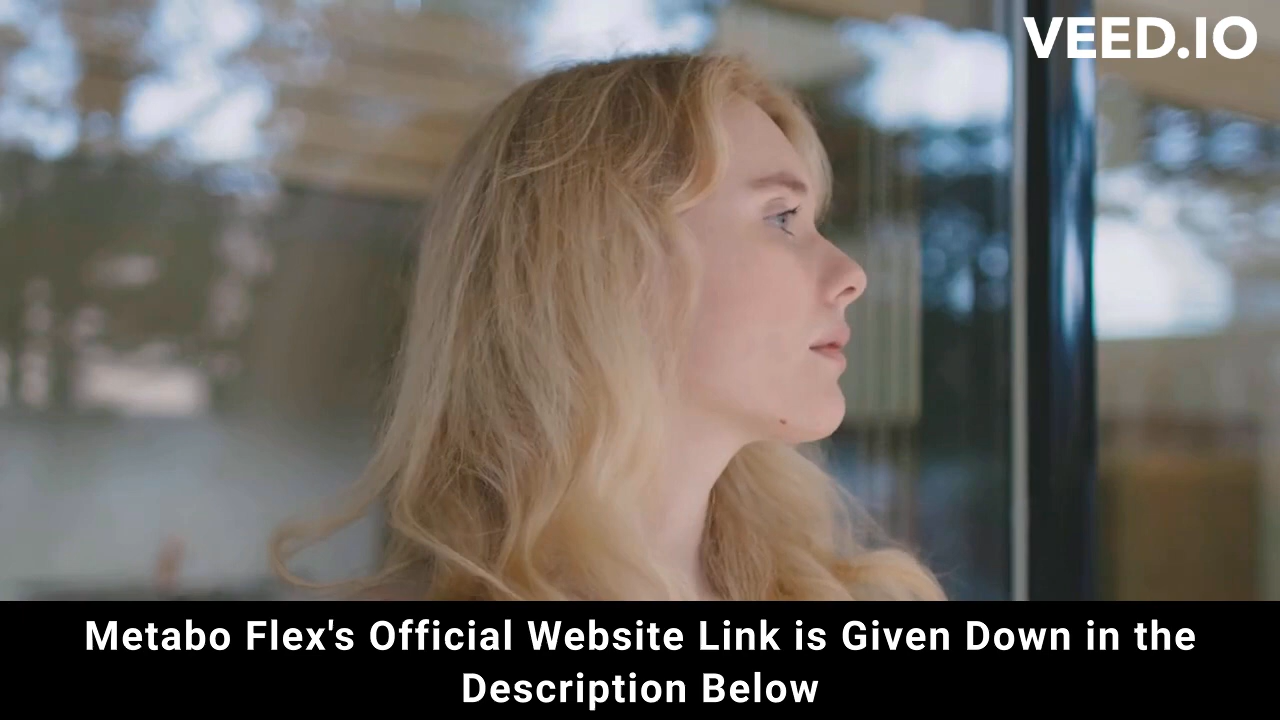 VEED.IO
Metabo Flex's Official Website Link is Given Down in the
Description Below